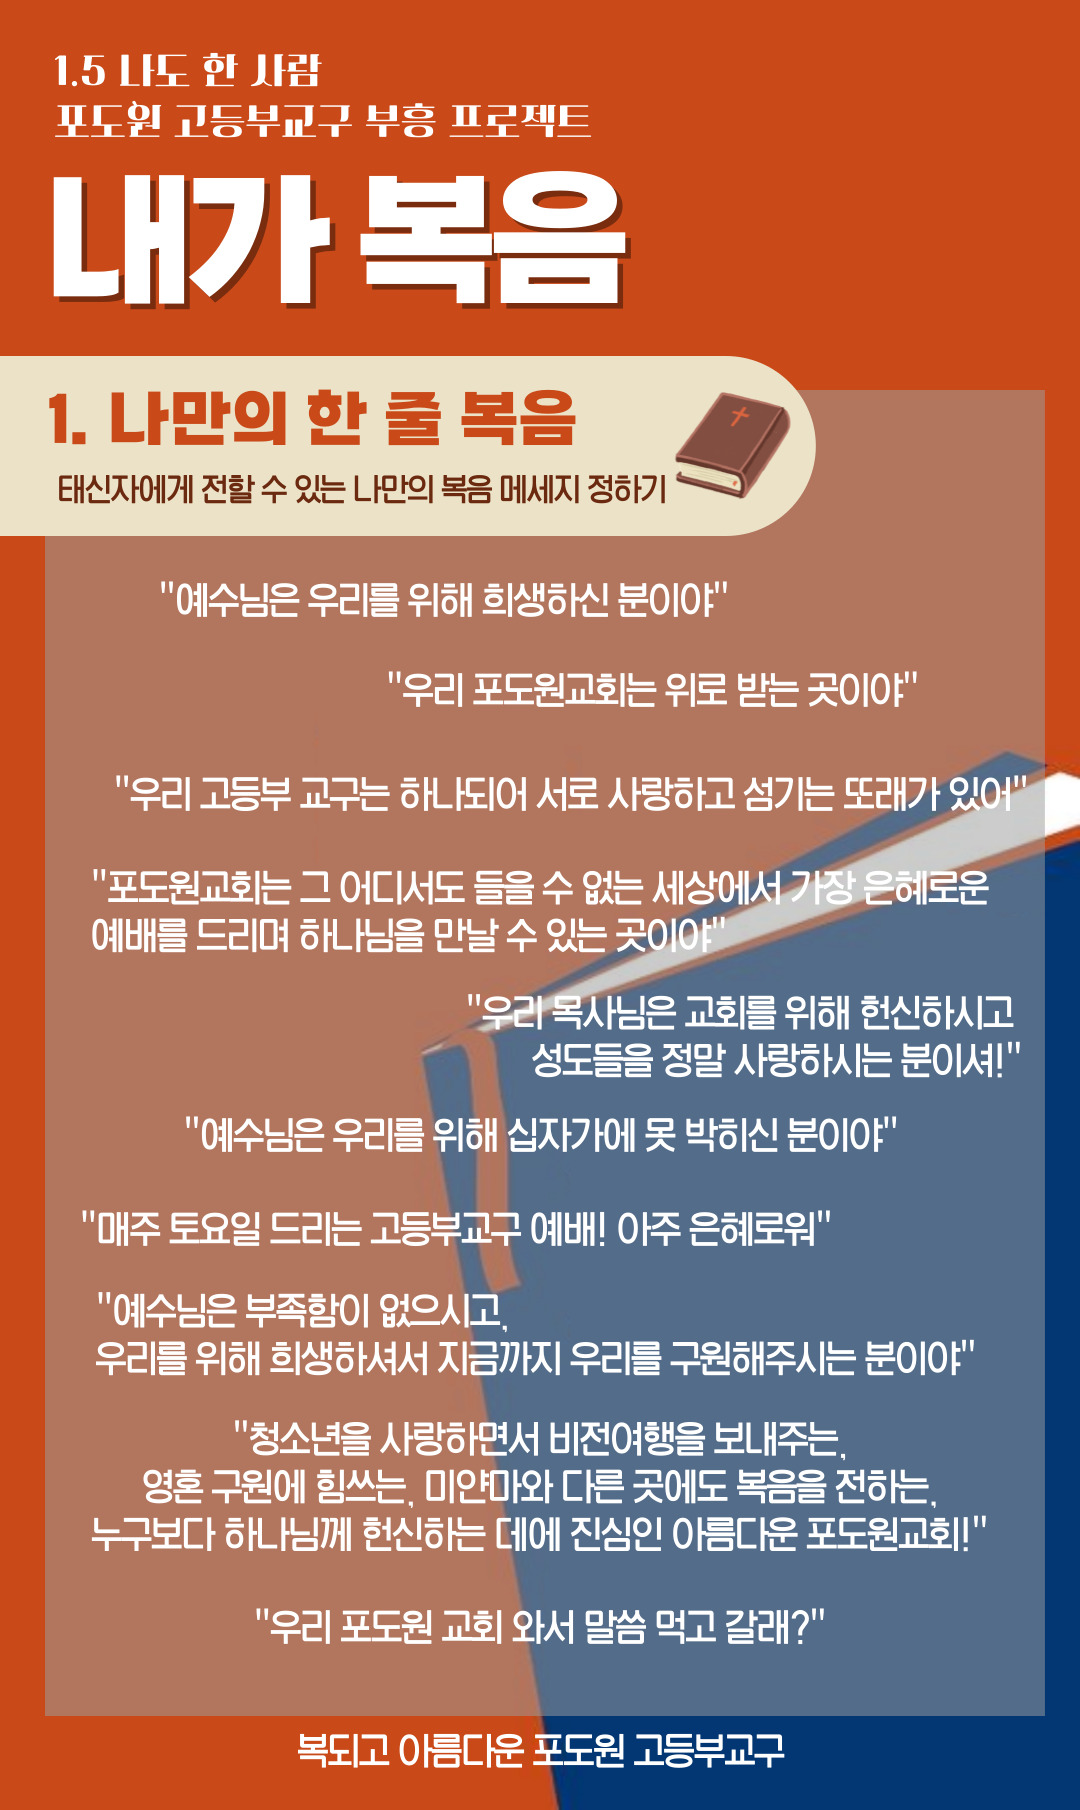 1.5 나도 한 사람
포도원 고등부교구 부흥 프로젝트
내가 복음
1. 나만의 한 줄 복음
태신자에게 전할 수 있는 나만의 복음 메세지 정하기
"예수님은 우리를 위해 희생하신 분이야"
"우리 포도원교회는 위로 받는 곳이야"
"우리 고등부 교구는 하나되어 서로 사랑하고 섬기는 또래가 있어"
"포도원교회는 그 어디서도 들을 수 없는 세상에서 가장 은혜로운
예배를 드리며 하나님을 만날 수 있는 곳이야"
"우리 목사님은 교회를 위해 헌신하시고
성도들을 정말 사랑하시는 분이셔!"
"예수님은 우리를 위해 십자가에 못 박히신 분이야"
"매주 토요일 드리는 고등부교구 예배! 아주 은혜로워"
"예수님은 부족함이 없으시고,
우리를 위해 희생하셔서 지금까지 우리를 구원해주시는 분이야"
"청소년을 사랑하면서 비전여행을 보내주는,
영혼 구원에 힘쓰는, 미얀마와 다른 곳에도 복음을 전하는,
누구보다 하나님께 헌신하는 데에 진심인 아름다운 포도원교회!"
"우리 포도원 교회 와서 말씀 먹고 갈래?"
복되고 아름다운 포도원 고등부교구